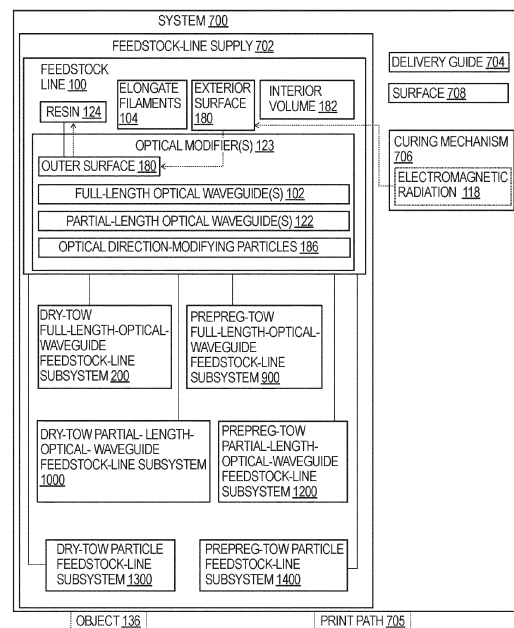 SYSTEM 700
FEEDSTOCK-LINE SUPPLY 702
FEEDSTOCK
LINE 100
RESIN 124
ELONGATE
FILAMENTS
104
EXTERIOR
SURFACE
180
INTERIOR
VOLUME 182
OPTICAL MODIFIER(S) 123
OUTER SURFACE 180
FULL-LENGTH OPTICAL WAVEGUIDE(S) 102
PARTIAL-LENGTH OPTICAL WAVEGUIDE(S) 122
OPTICAL DIRECTION-MODIFYING PARTICLES 186
DELIVERY GUIDE 704
SURFACE 708
CURING MECHANISM
706
ELECTROMAGNETIC
RADIATION 118
DRY-TOW
FULL-LENGTH-OPTICAL-
WAVEGUIDE
FEEDSTOCK-LINE
SUBSYSTEM 200
PREPREG-TOW
FULL-LENGTH-OPTICAL-
WAVEGUIDE
FEEDSTOCK-LINE
SUBSYSTEM 900
DRY-TOW PARTIAL- LENGTH-
OPTICAL- WAVEGUIDE
FEEDSTOCK-LINE SUBSYSTEM
1000
PREPREG-TOW
PARTIAL-LENGTH-
OPTICAL-WAVEGUIDE
FEEDSTOCK-LINE
SUBSYSTEM 1200
DRY-TOW PARTICLE
FEEDSTOCK-LINE
SUBSYSTEM 1300
PREPREG-TOW PARTICLE
FEEDSTOCK-LINE
SUBSYSTEM 1400
OBJECT 136
PRINT PATH 705